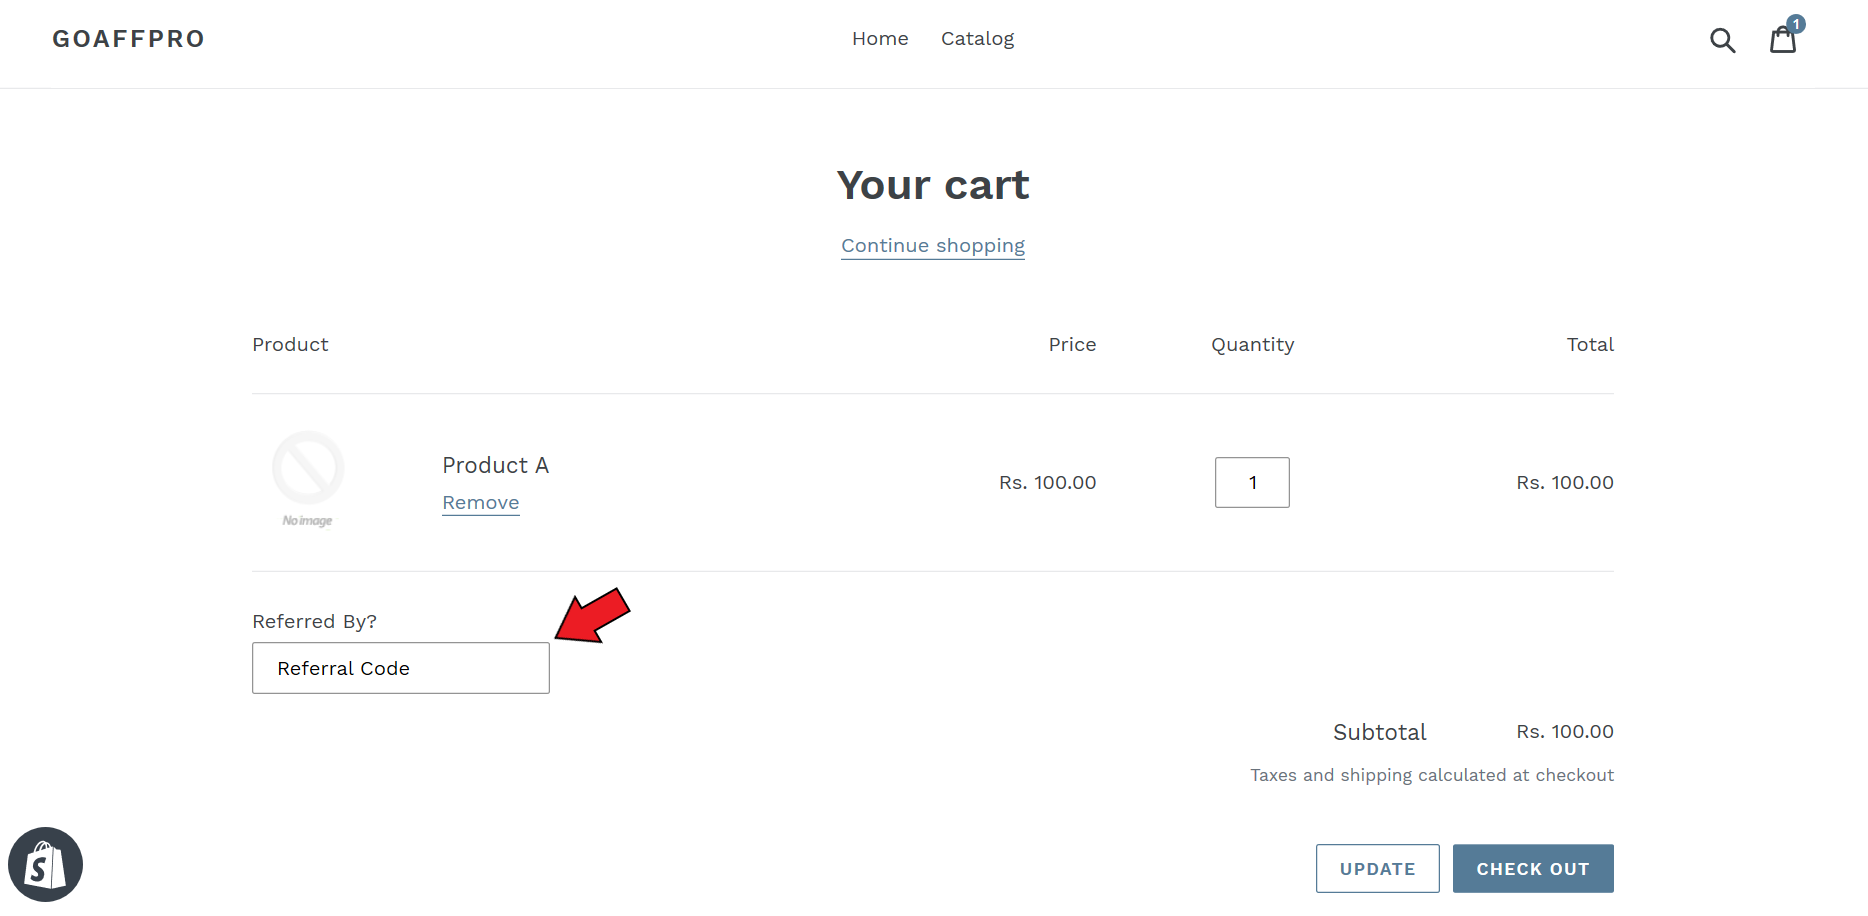 GOAFFPRO
Home Catalog
1
Your cart
Continue shopping
Product Price Quantity Total
No image
Product A
Remove
Rs. 100.00 1 Rs. 100.00
Referred By?
Referral Code
Subtotal Rs. 100.00
Taxes and shipping calculated at checkout
S
UPDATE CHECK OUT